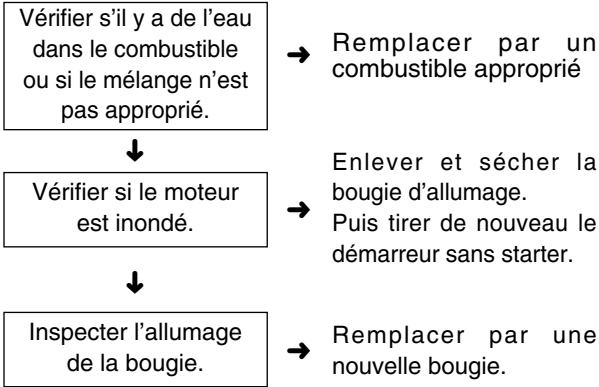 Vérifier s'il y a de l'eau
dans le combustible
ou si le mélange n'est
pas approprié.
➜ Remplacer par un
combustible approprié
➜
Vérifier si le moteur
est inondé.
➜ Enlever et sécher la
bougie d'allumage.
Puis tirer de nouveau le
démarreur sans starter.
➜
Inspecter l'allumage
de la bougie.
➜ Remplacer par une
nouvelle bougie.